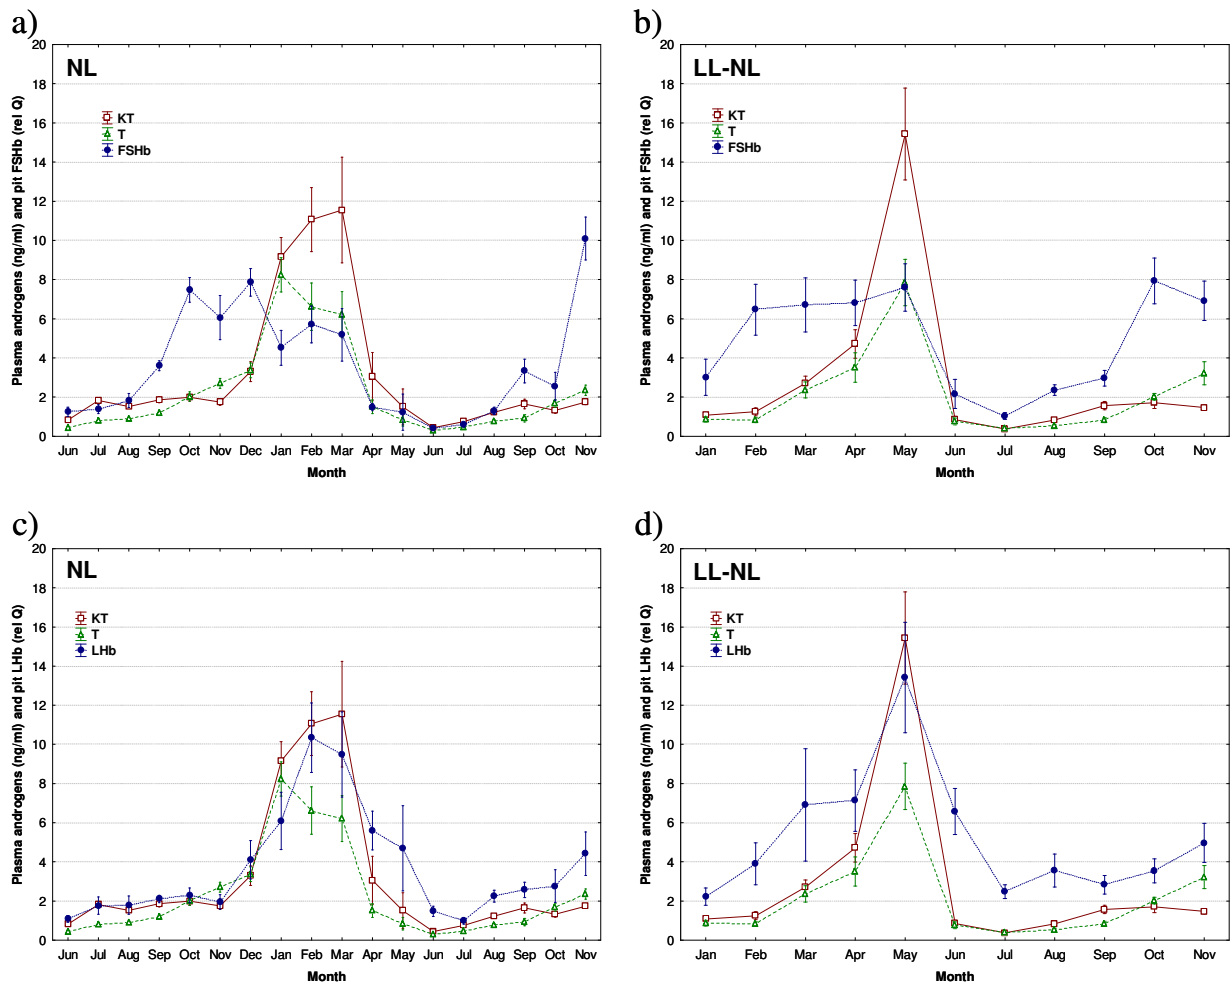 a)
Plasma androgens (ng/ml) and pit FSHb (rel Q)
20
18
16
14
12
10
8
6
4
2
0
NL
KT
T
FSHb
Jun Jul Aug Sep Oct Nov Dec Jan Feb Mar Apr May Jun Jul Aug Sep Oct Nov
Month
b)
Plasma androgens (ng/ml) and pit FSHb (rel Q)
20
18
16
14
12
10
8
6
4
2
0
LL-NL
KT
T
FSHb
Jan Feb Mar Apr May Jun Jul Aug Sep Oct Nov
Month
c)
Plasma androgens (ng/ml) and pit LHb (rel Q)
20
18
16
14
12
10
8
6
4
2
0
NL
KT
T
LHb
Jun Jul Aug Sep Oct Nov Dec Jan Feb Mar Apr May Jun Jul Aug Sep Oct Nov
Month
d)
Plasma androgens (ng/ml) and pit LHb (rel Q)
20
18
16
14
12
10
8
6
4
2
0
LL-NL
KT
T
LHb
Jan Feb Mar Apr May Jun Jul Aug Sep Oct Nov
Month